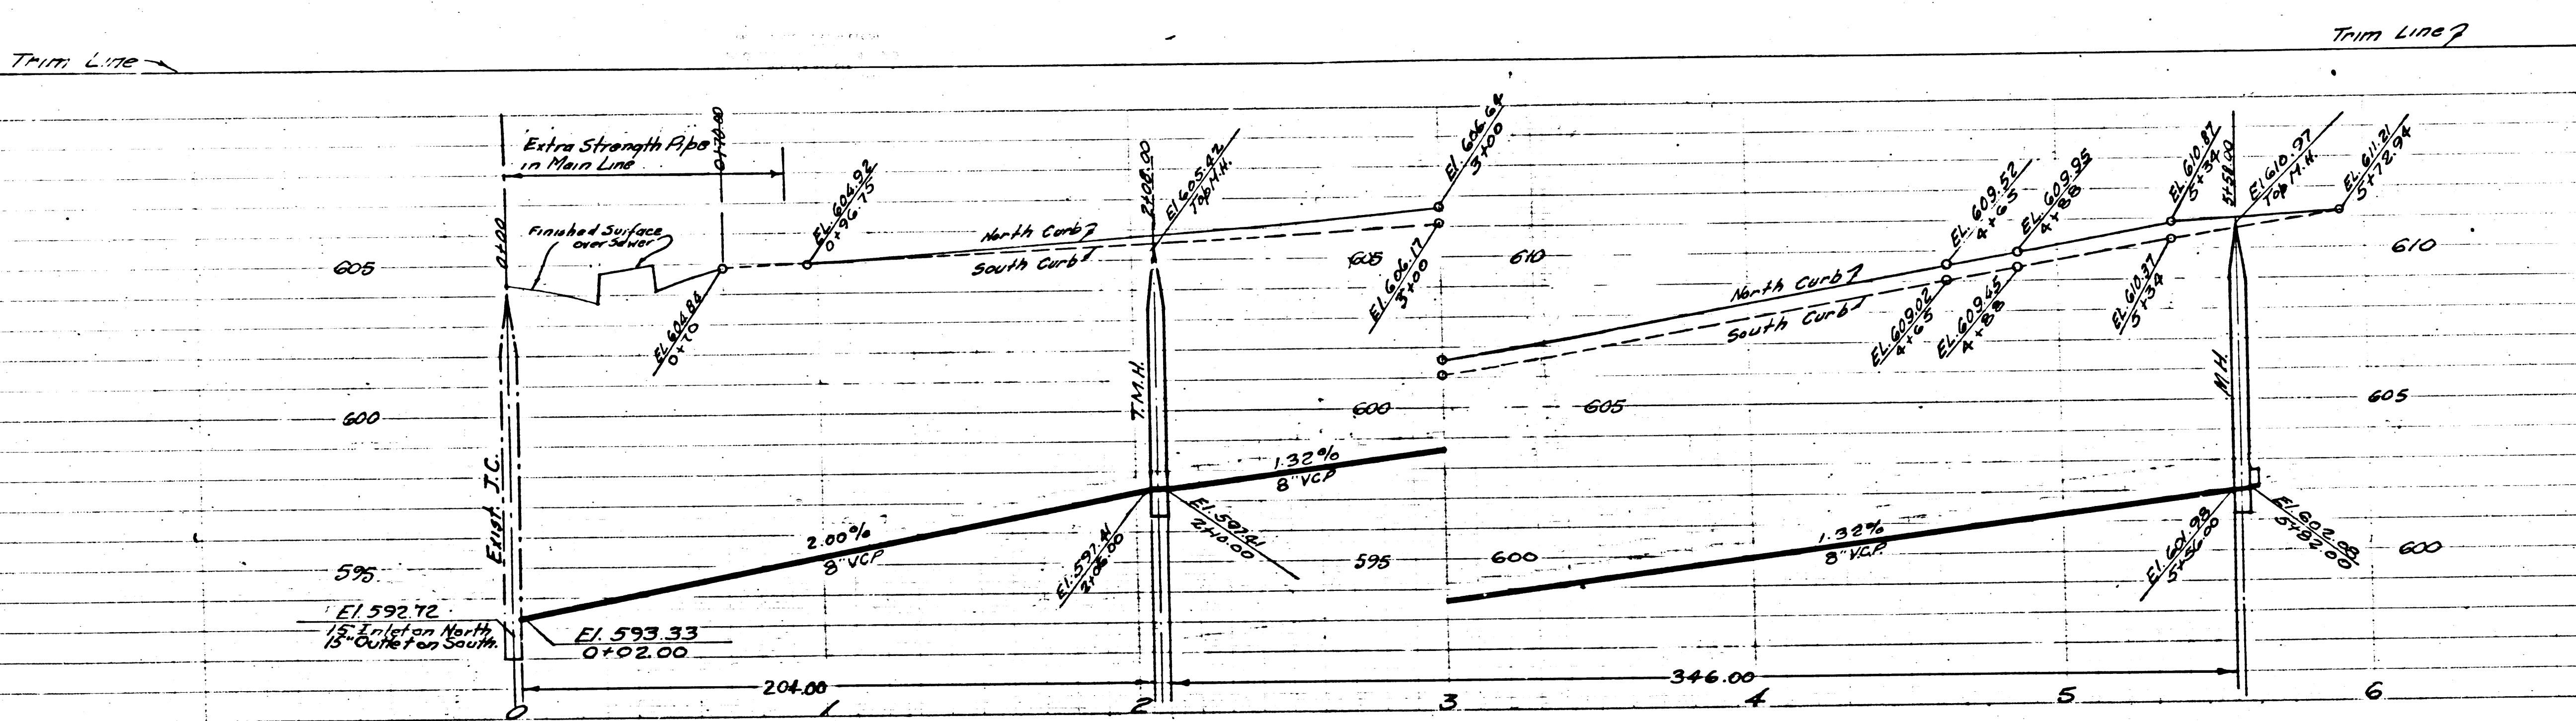 Trim Line
Trim Line
Extra Strength Pipe
in Main Line
0+00
0+70.00
Finished Surface
over Sewer
El. 604.84
0+70
El. 604.92
0+96.75
2+08.00
El 605.42
Top M.H.
North Curb
South Curb
El. 606.64
3+00
El. 606.17
3+00
605
605
610
North Curb
South Curb
El. 609.52
4+65
El. 609.95
4+88
El. 609.02
4+65
El. 609.45
4+88
El. 610.87
5+34
El. 610.37
5+34
5+58.00
El 610.97
Top M.H.
El. 611.21
5+72.94
610
600
600
605
605
Exist. J.C.
T.M.H.
M.H.
2.00%
8" VCP
1.32%
8" VCP
1.32%
8" V.C.P.
El. 597.41
2+06.00
El. 597.41
2+10.00
El. 601.98
5+56.00
El. 602.08
595
595
600
600
El. 592.72
15" Inlet on North
15" Outlet on South.
El. 593.33
0+02.00
204.00
346.00
0 1 2 3 4 5 6